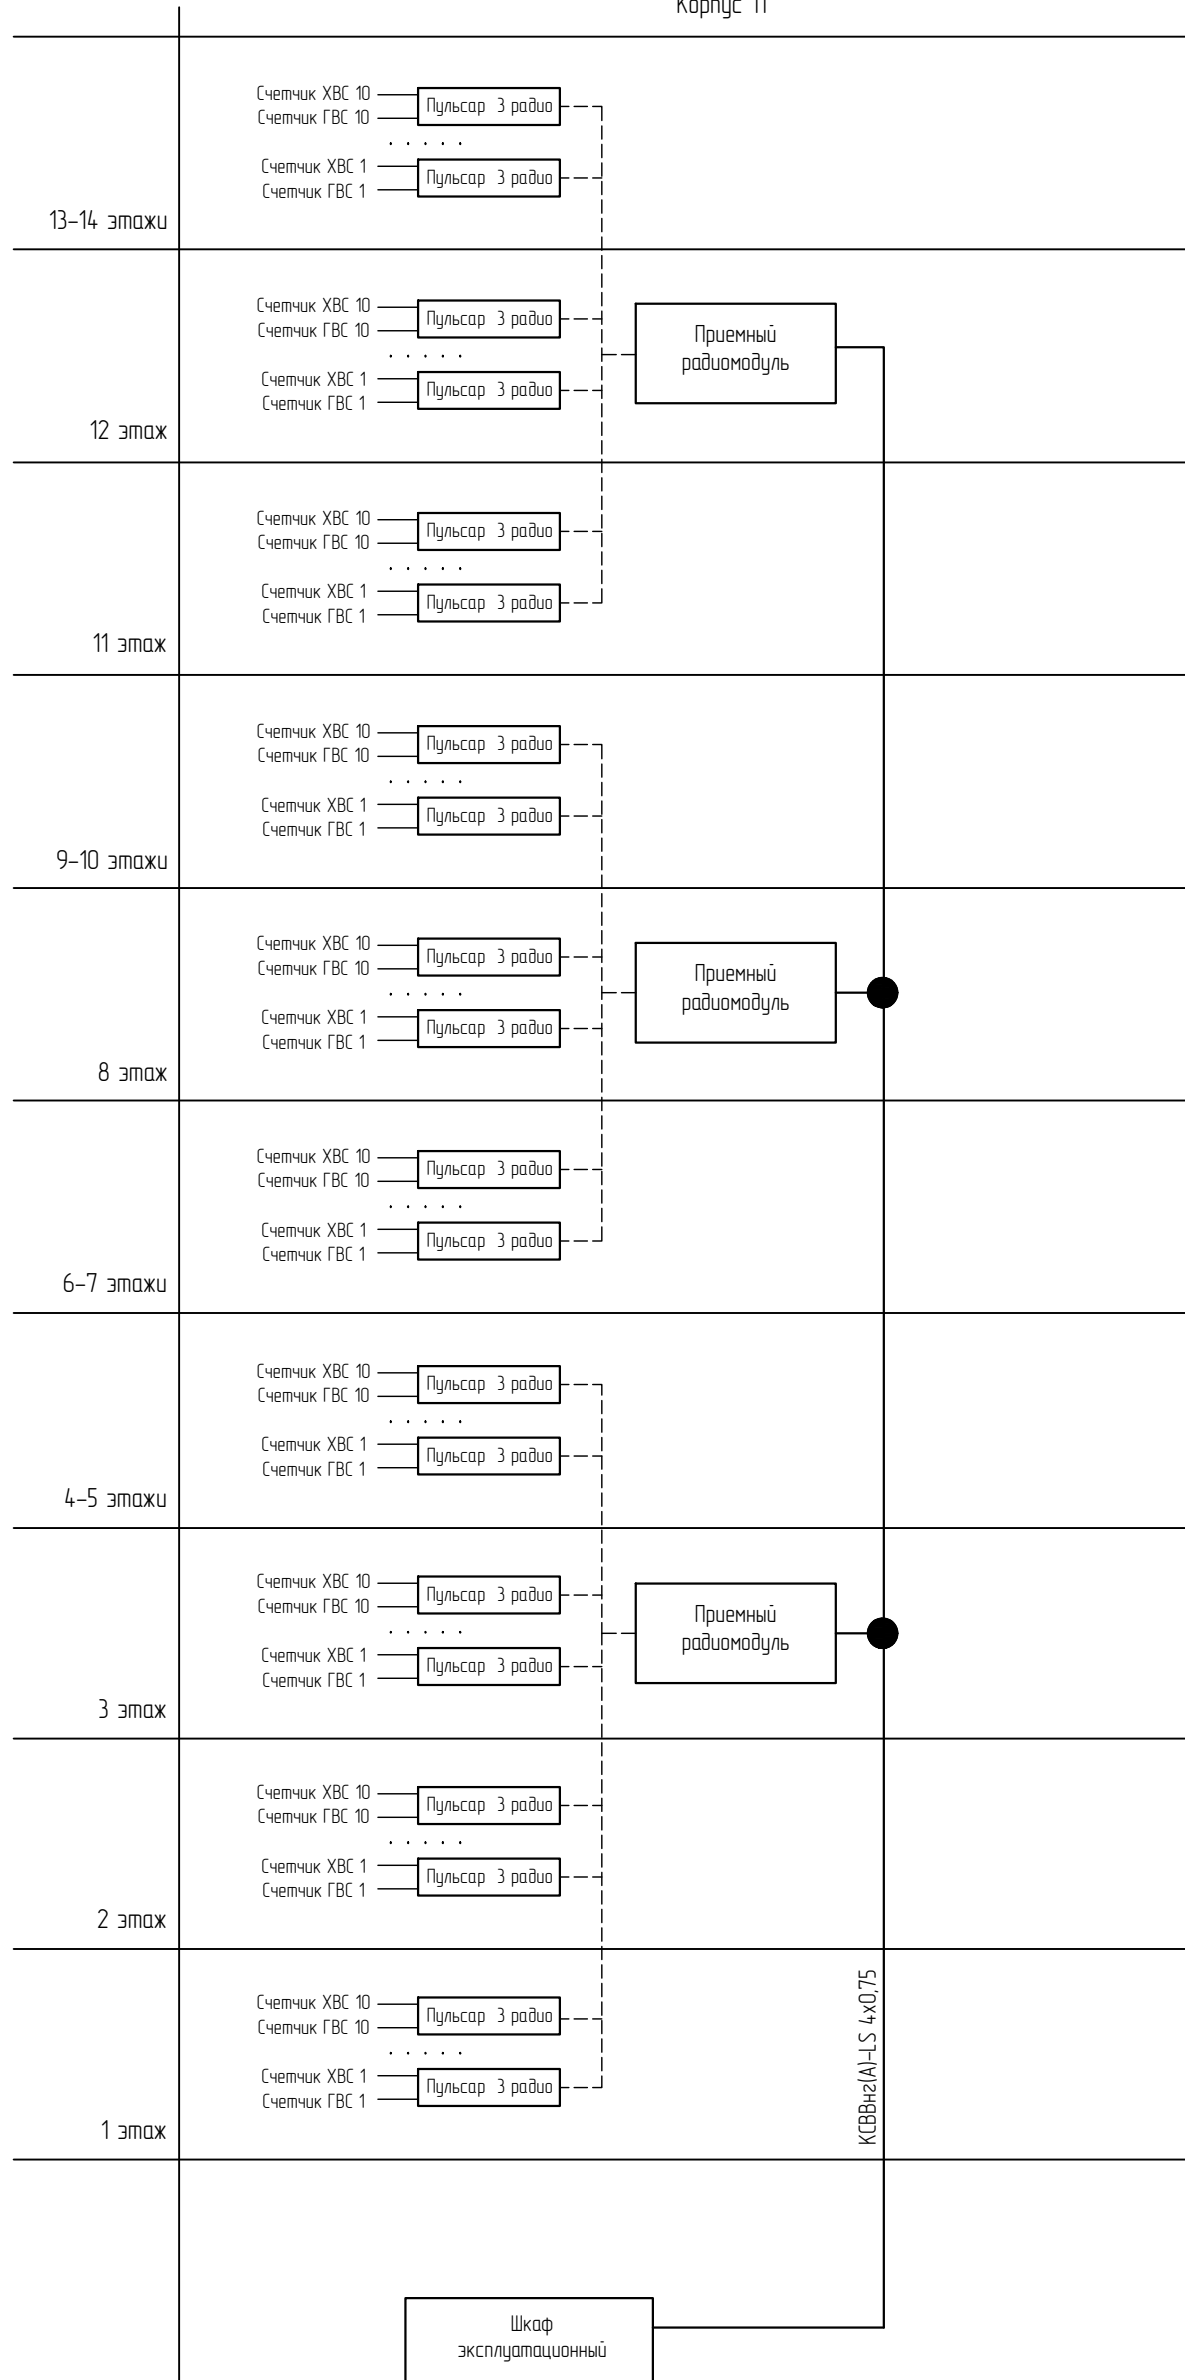 Корпус 11
Счетчик ХВС 10
Пульсар 3 радио
Счетчик ГВС 10
. . . . .
Счетчик ХВС 1
Пульсар 3 радио
Счетчик ГВС 1
13-14 этажи
Счетчик ХВС 10
Пульсар 3 радио
Счетчик ГВС 10
. . . . .
Счетчик ХВС 1
Пульсар 3 радио
Счетчик ГВС 1
Приемный
радиомодуль
12 этаж
Счетчик ХВС 10
Пульсар 3 радио
Счетчик ГВС 10
. . . . .
Счетчик ХВС 1
Пульсар 3 радио
Счетчик ГВС 1
11 этаж
Счетчик ХВС 10
Пульсар 3 радио
Счетчик ГВС 10
. . . . .
Счетчик ХВС 1
Пульсар 3 радио
Счетчик ГВС 1
9-10 этажи
Счетчик ХВС 10
Пульсар 3 радио
Счетчик ГВС 10
. . . . .
Счетчик ХВС 1
Пульсар 3 радио
Счетчик ГВС 1
Приемный
радиомодуль
8 этаж
Счетчик ХВС 10
Пульсар 3 радио
Счетчик ГВС 10
. . . . .
Счетчик ХВС 1
Пульсар 3 радио
Счетчик ГВС 1
6-7 этажи
Счетчик ХВС 10
Пульсар 3 радио
Счетчик ГВС 10
. . . . .
Счетчик ХВС 1
Пульсар 3 радио
Счетчик ГВС 1
4-5 этажи
Счетчик ХВС 10
Пульсар 3 радио
Счетчик ГВС 10
. . . . .
Счетчик ХВС 1
Пульсар 3 радио
Счетчик ГВС 1
Приемный
радиомодуль
3 этаж
Счетчик ХВС 10
Пульсар 3 радио
Счетчик ГВС 10
. . . . .
Счетчик ХВС 1
Пульсар 3 радио
Счетчик ГВС 1
2 этаж
Счетчик ХВС 10
Пульсар 3 радио
Счетчик ГВС 10
. . . . .
Счетчик ХВС 1
Пульсар 3 радио
Счетчик ГВС 1
1 этаж
КСВВнг(А)-LS 4х0,75
Шкаф
эксплуатационный